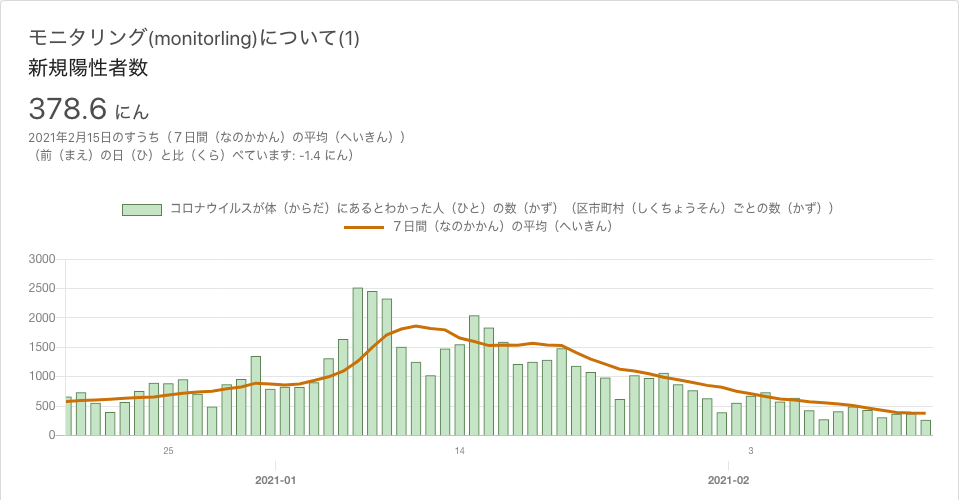 モニタリング(monitorling)について(1)
新規陽性者数
378.6 にん
2021年2月15日のすうち（７日間（なのかかん）の平均（へいきん））
（前（まえ）の日（ひ）と比（くら）べています: -1.4 にん）
コロナウイルスが体（からだ）にあるとわかった人（ひと）の数（かず）（区市町村（しくちょうそん）ごとの数（かず））
７日間（なのかかん）の平均（へいきん）
3000
2500
2000
1500
1000
500
0
25 14 3
2021-01 2021-02